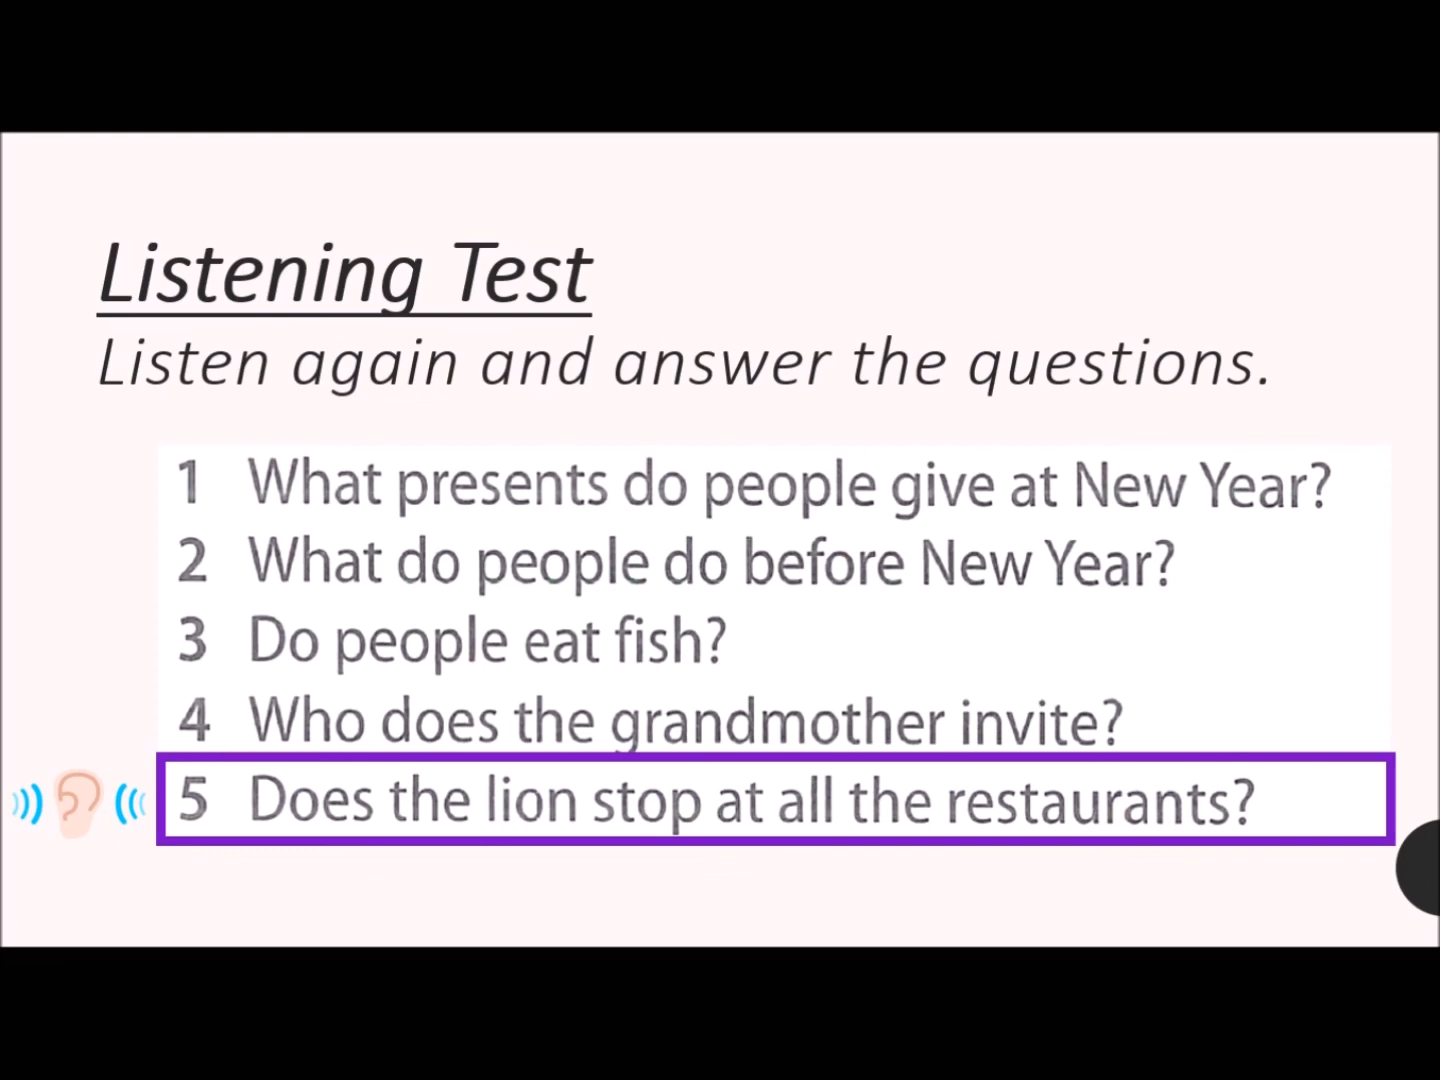 Listening Test
Listen again and answer the questions.
1 What presents do people give at New Year?
2 What do people do before New Year?
3 Do people eat fish?
4 Who does the grandmother invite?
5 Does the lion stop at all the restaurants?